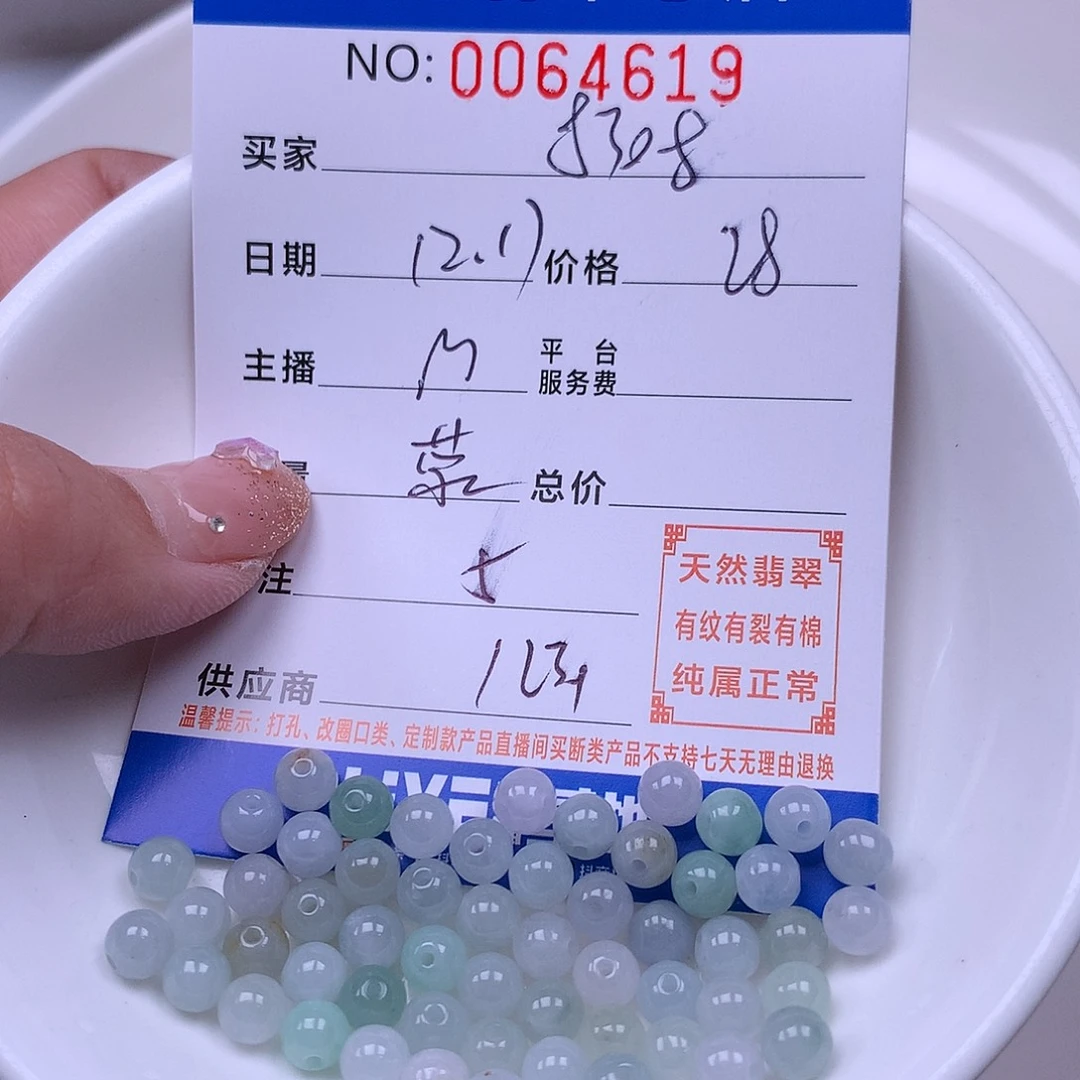 NO: 0064619
买家
日期 12.17 价格 28
主播 M 平台服务费
菜 总价
注
供应商
天然翡翠
有纹有裂有棉
纯属正常
温馨提示：打孔、改圈口类、定制款产品直播间买断类产品不支持七天无理由退换